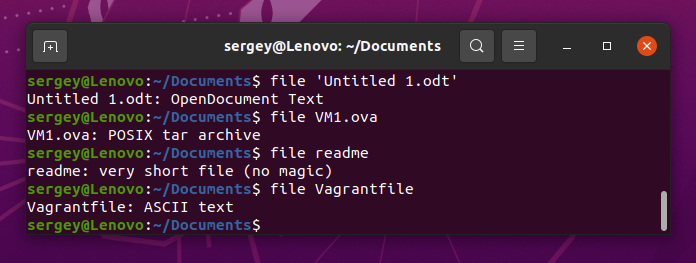 sergey@Lenovo: ~/Documents
sergey@Lenovo:~/Documents$ file 'Untitled 1.odt'
Untitled 1.odt: OpenDocument Text
sergey@Lenovo:~/Documents$ file VM1.ova
VM1.ova: POSIX tar archive
sergey@Lenovo:~/Documents$ file readme
readme: very short file (no magic)
sergey@Lenovo:~/Documents$ file Vagrantfile
Vagrantfile: ASCII text
sergey@Lenovo:~/Documents$